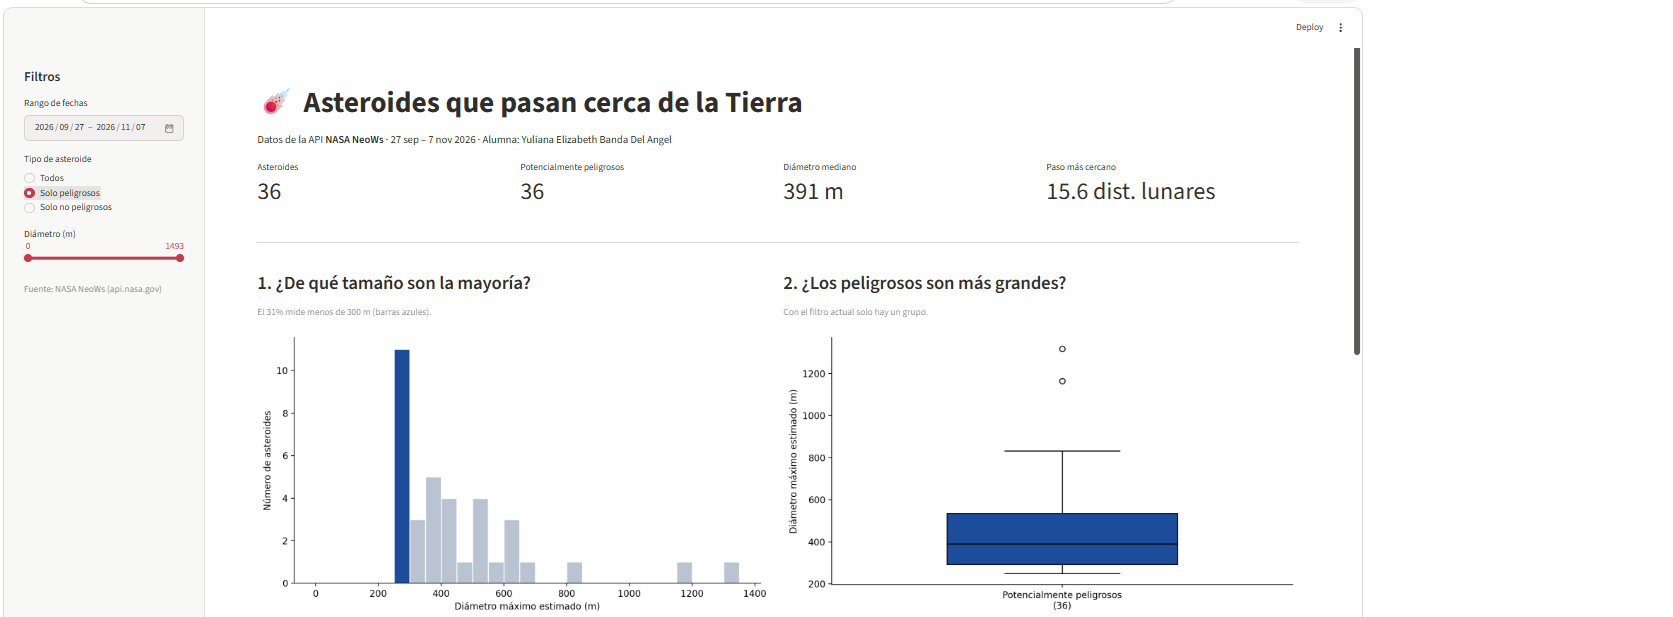 Deploy
Filtros
Rango de fechas
2026/09/27 – 2026/11/07
Tipo de asteroide
Todos
Solo peligrosos
Solo no peligrosos
Diámetro (m)
0 1493
Fuente: NASA NeoWs (api.nasa.gov)
Asteroides que pasan cerca de la Tierra
Datos de la API NASA NeoWs · 27 sep – 7 nov 2026 · Alumna: Yuliana Elizabeth Banda Del Angel
Asteroides
36
Potencialmente peligrosos
36
Diámetro mediano
391 m
Paso más cercano
15.6 dist. lunares
1. ¿De qué tamaño son la mayoría?
El 31% mide menos de 300 m (barras azules).
Número de asteroides
10
8
6
4
2
0
0 200 400 600 800 1000 1200 1400
Diámetro máximo estimado (m)
2. ¿Los peligrosos son más grandes?
Con el filtro actual solo hay un grupo.
Diámetro máximo estimado (m)
1200
1000
800
600
400
200
Potencialmente peligrosos
(36)